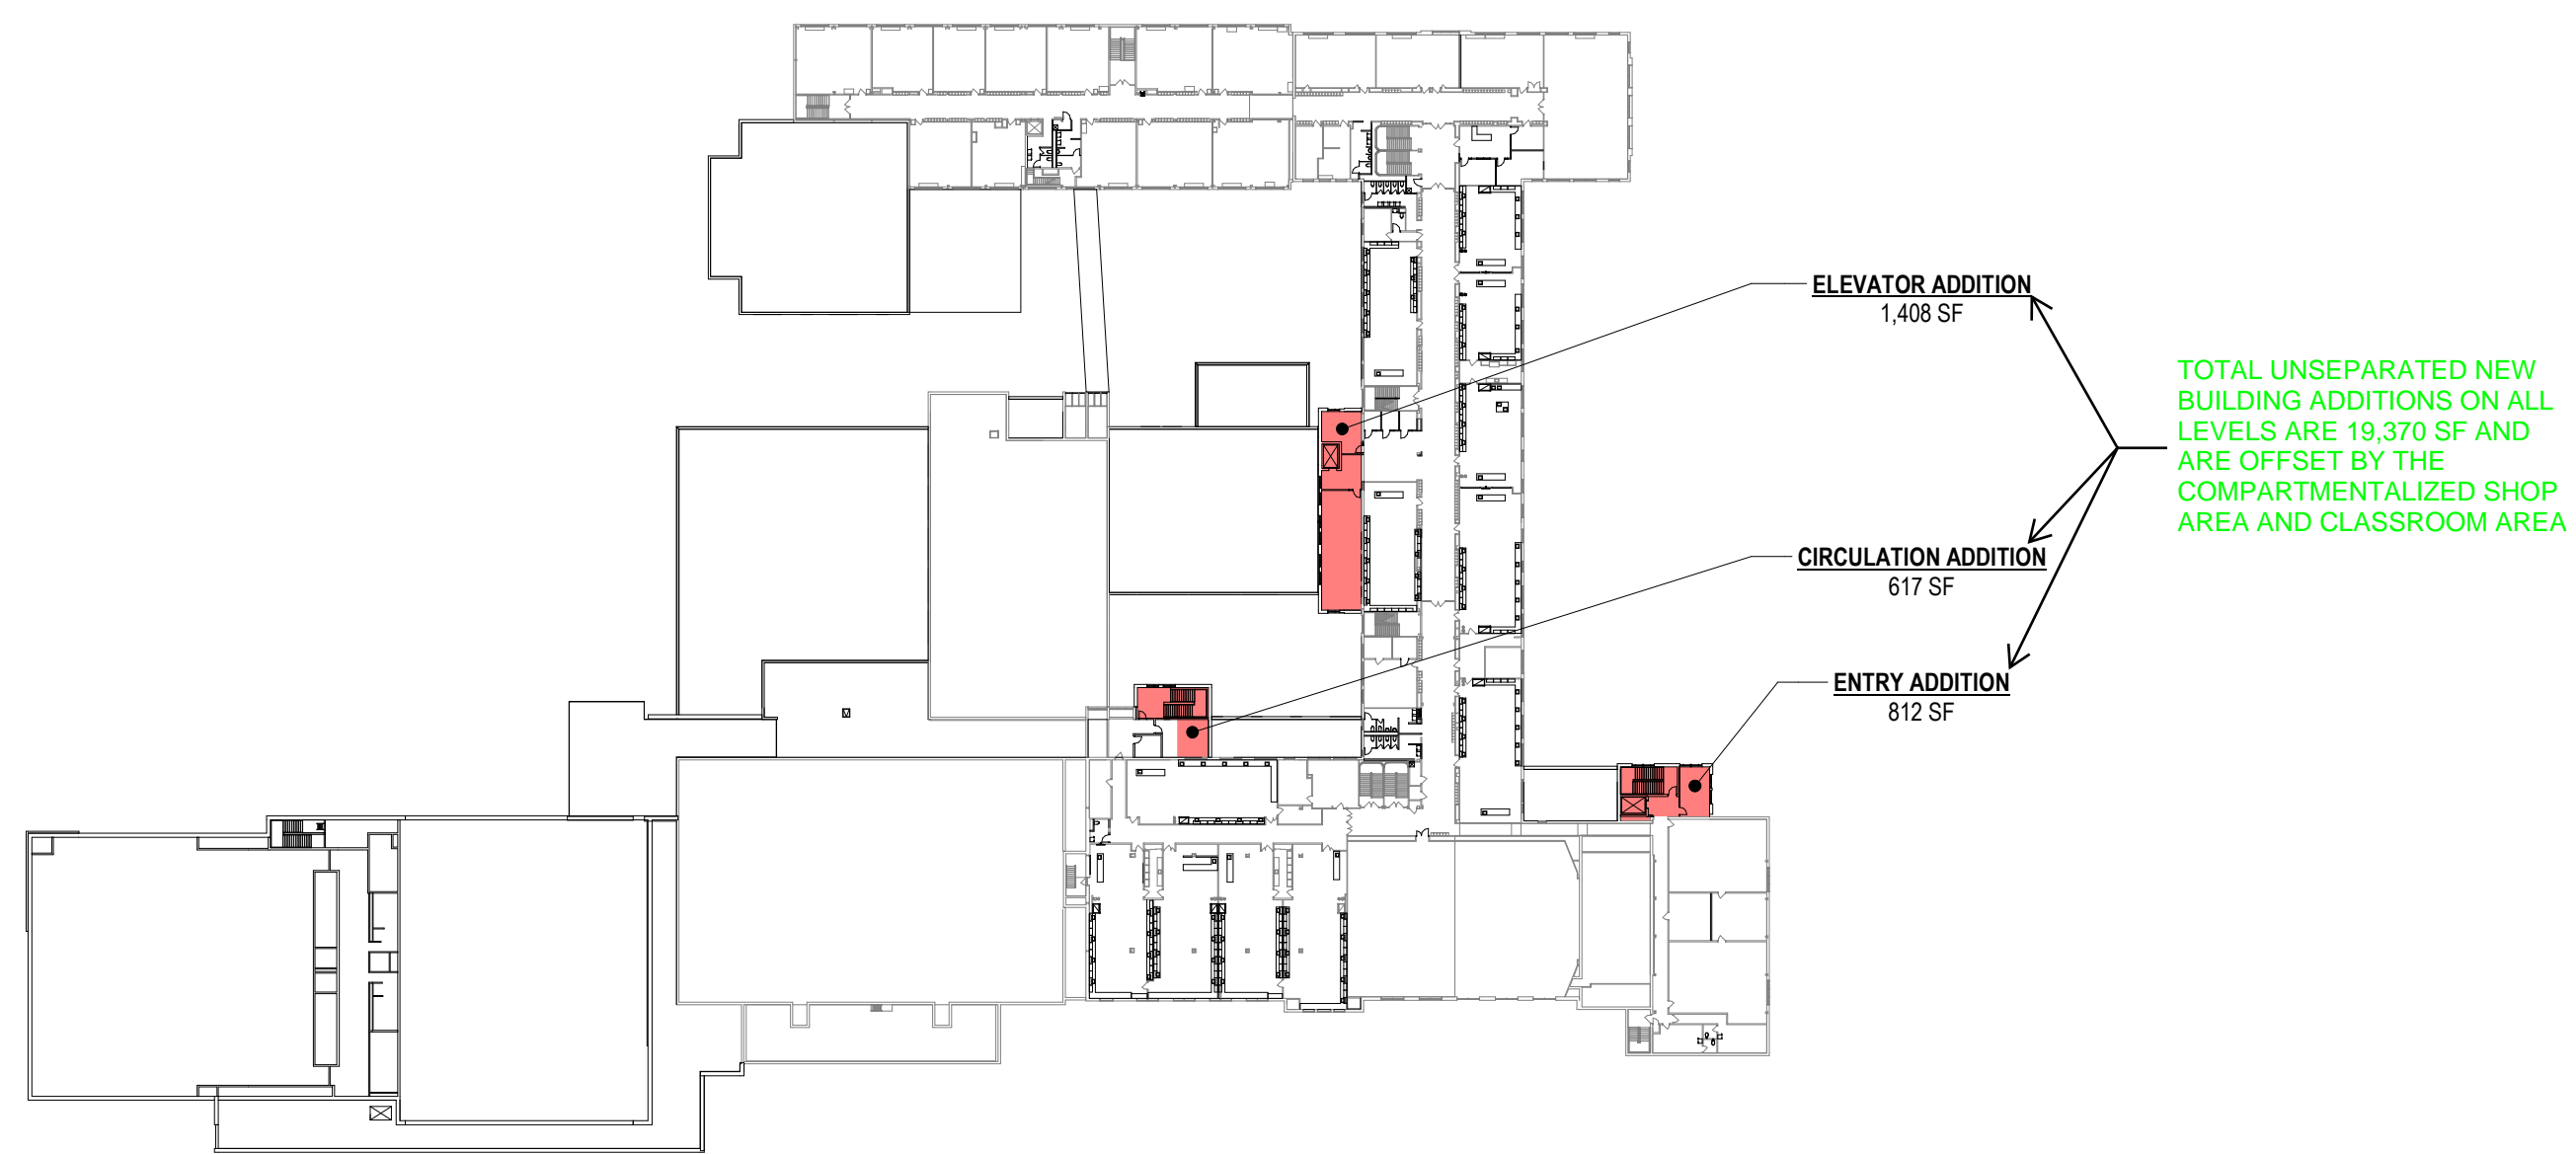 ELEVATOR ADDITION
1,408 SF
TOTAL UNSEPARATED NEW
BUILDING ADDITIONS ON ALL
LEVELS ARE 19,370 SF AND
ARE OFFSET BY THE
COMPARTMENTALIZED SHOP
AREA AND CLASSROOM AREA
CIRCULATION ADDITION
617 SF
ENTRY ADDITION
812 SF